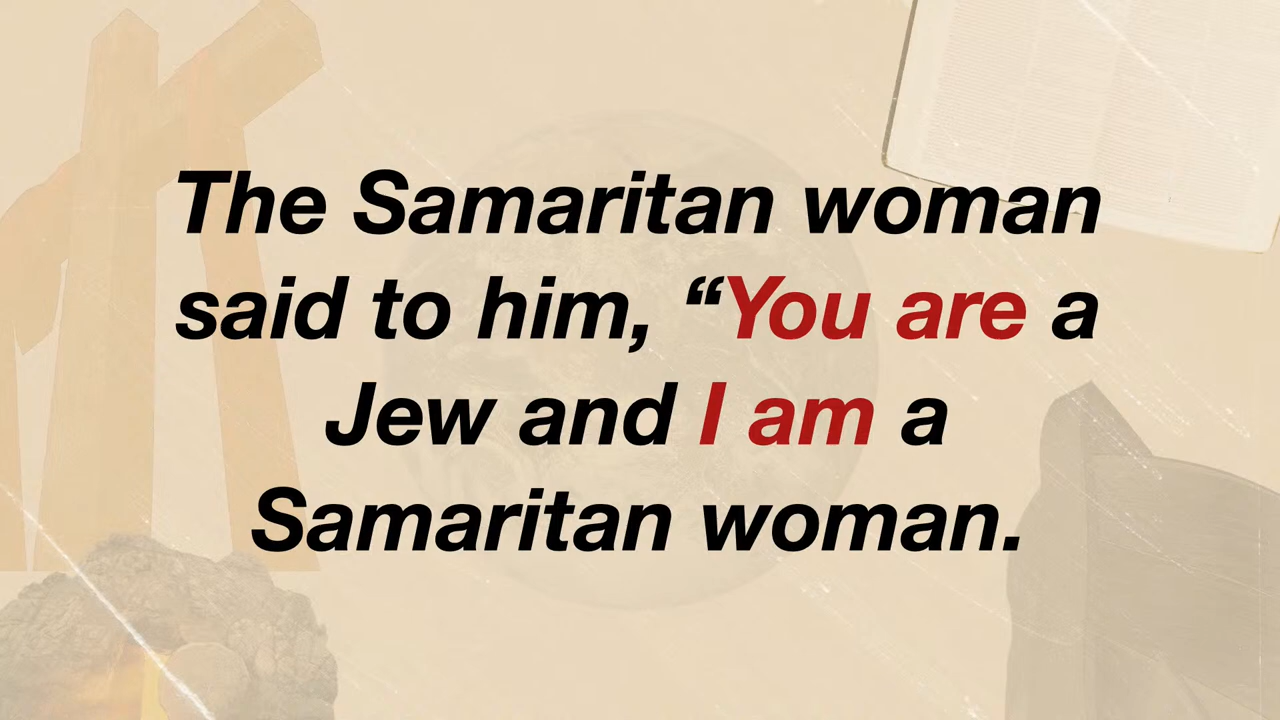 The Samaritan woman
said to him, “You are a
Jew and I am a
Samaritan woman.